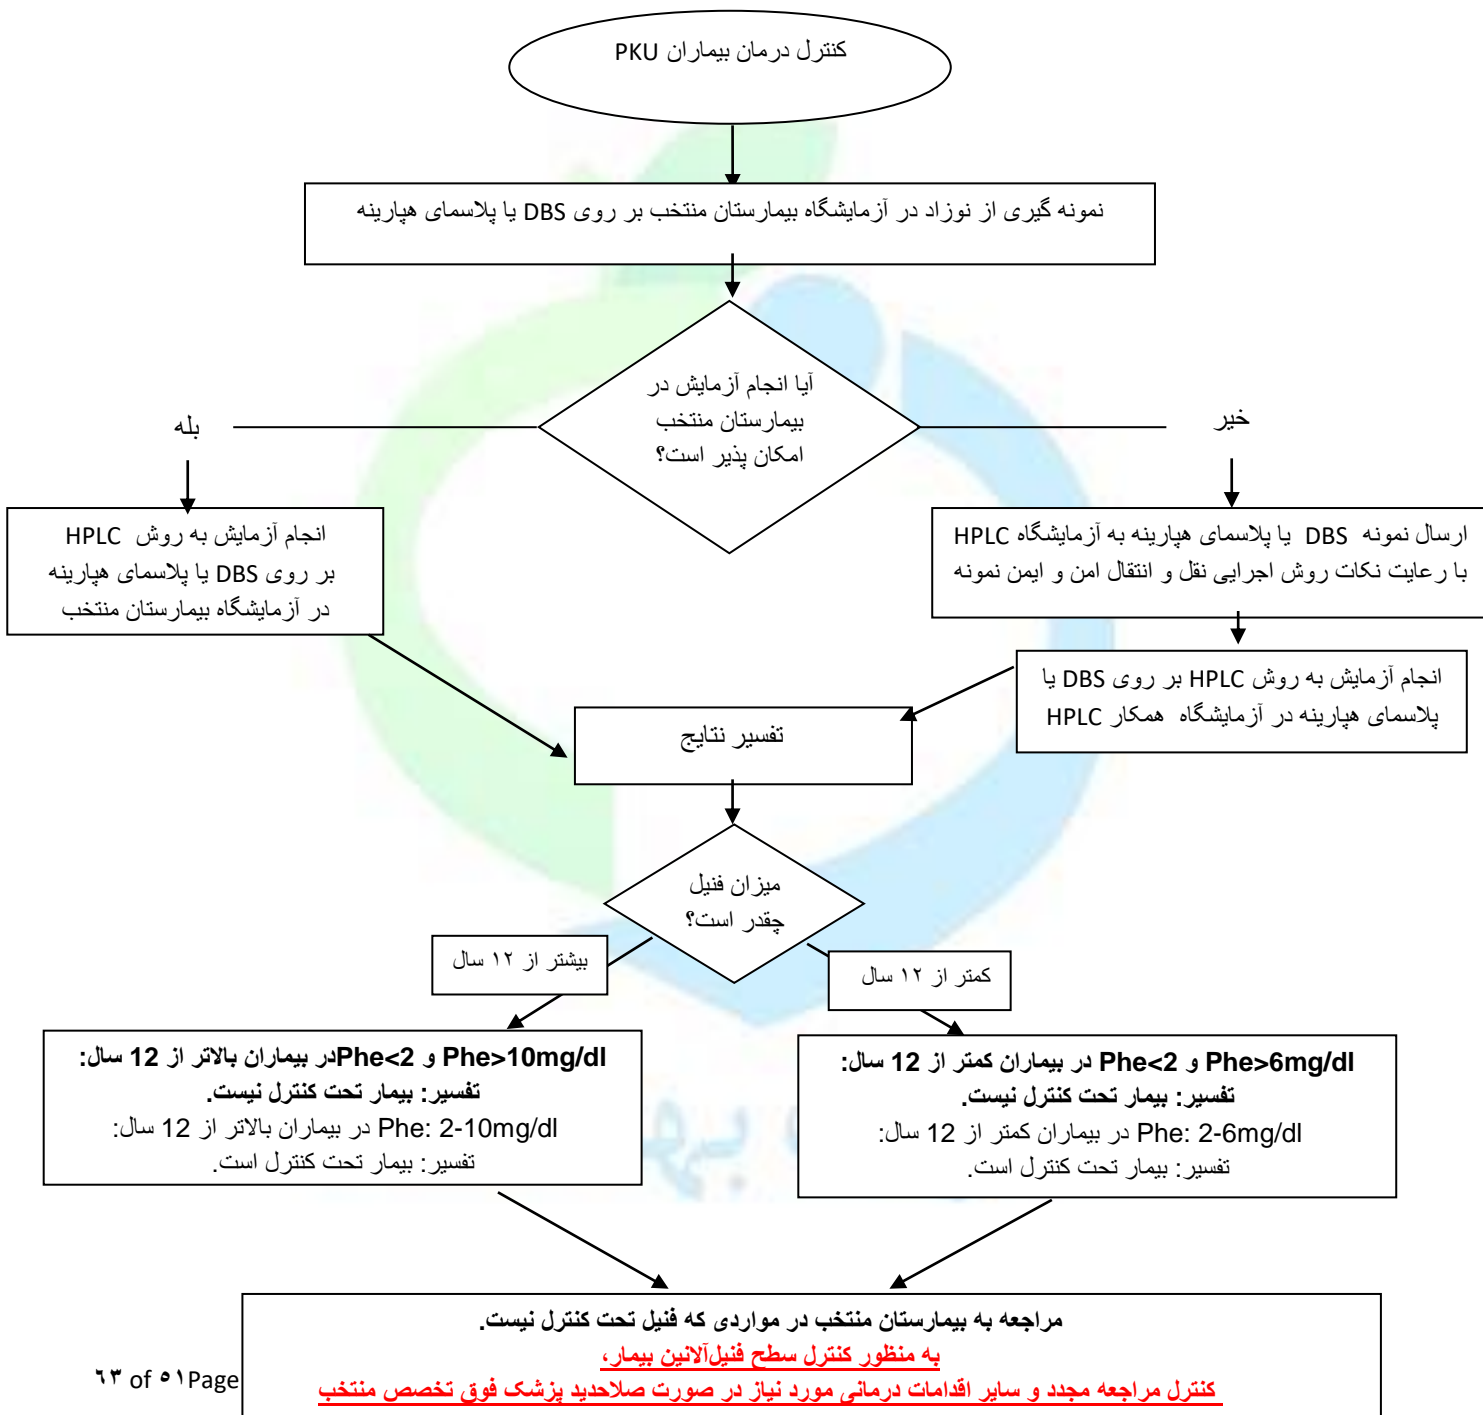 کنترل درمان بیماران PKU
نمونه گیری از نوزاد در آزمایشگاه بیمارستان منتخب بر روی DBS یا پلاسمای هپارینه
آیا انجام آزمایش در
بیمارستان منتخب
امکان پذیر است؟
خیر
بله
ارسال نمونه DBS یا پلاسمای هپارینه به آزمایشگاه HPLC
با رعایت نکات روش اجرایی نقل و انتقال امن و ایمن نمونه
انجام آزمایش به روش HPLC
بر روی DBS یا پلاسمای هپارینه
در آزمایشگاه بیمارستان منتخب
انجام آزمایش به روش HPLC بر روی DBS یا
پلاسمای هپارینه در آزمایشگاه همکار HPLC
تفسیر نتایج
میزان فنیل
چقدر است؟
کمتر از ۱۲ سال
بیشتر از ۱۲ سال
Phe>6mg/dl و Phe<2 در بیماران کمتر از 12 سال:
تفسیر: بیمار تحت کنترل نیست.
Phe: 2-6mg/dl در بیماران کمتر از 12 سال:
تفسیر: بیمار تحت کنترل است.
Phe>10mg/dl و Phe<2در بیماران بالاتر از 12 سال:
تفسیر: بیمار تحت کنترل نیست.
Phe: 2-10mg/dl در بیماران بالاتر از 12 سال:
تفسیر: بیمار تحت کنترل است.
مراجعه به بیمارستان منتخب در مواردی که فنیل تحت کنترل نیست.
به منظور کنترل سطح فنیل‌آلانین بیمار،
کنترل مراجعه مجدد و سایر اقدامات درمانی مورد نیاز در صورت صلاحدید پزشک فوق تخصص منتخب
۶۳ of ۵۱Page